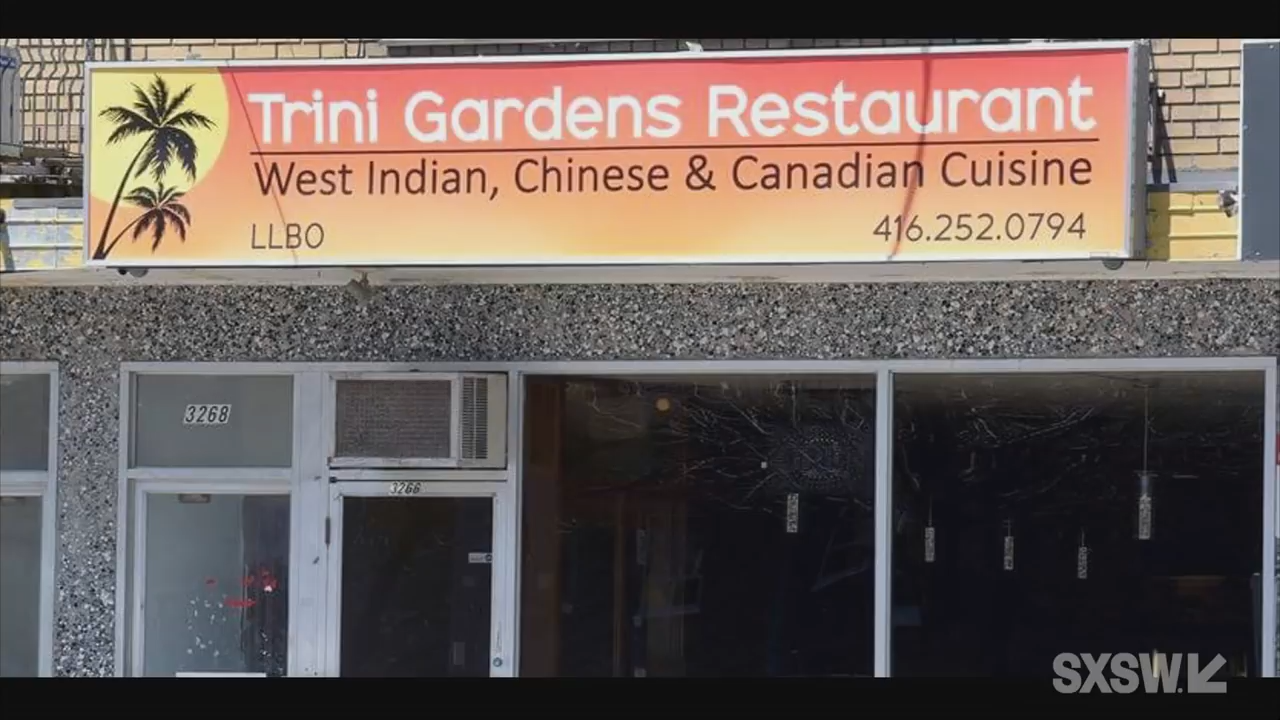 Trini Gardens Restaurant
West Indian, Chinese & Canadian Cuisine
LLBO 416.252.0794
3268
3266
SXSW.